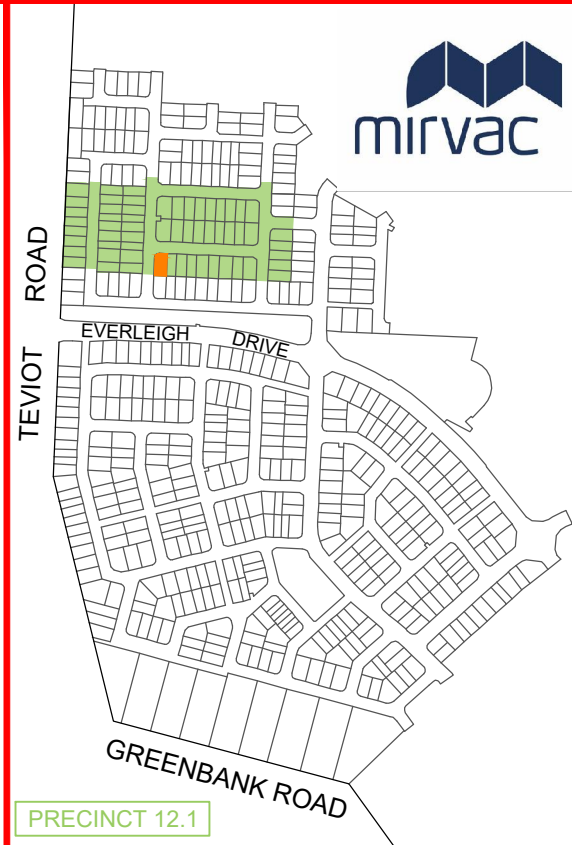 mirvac
TEVIOT ROAD
EVERLEIGH DRIVE
GREENBANK ROAD
PRECINCT 12.1